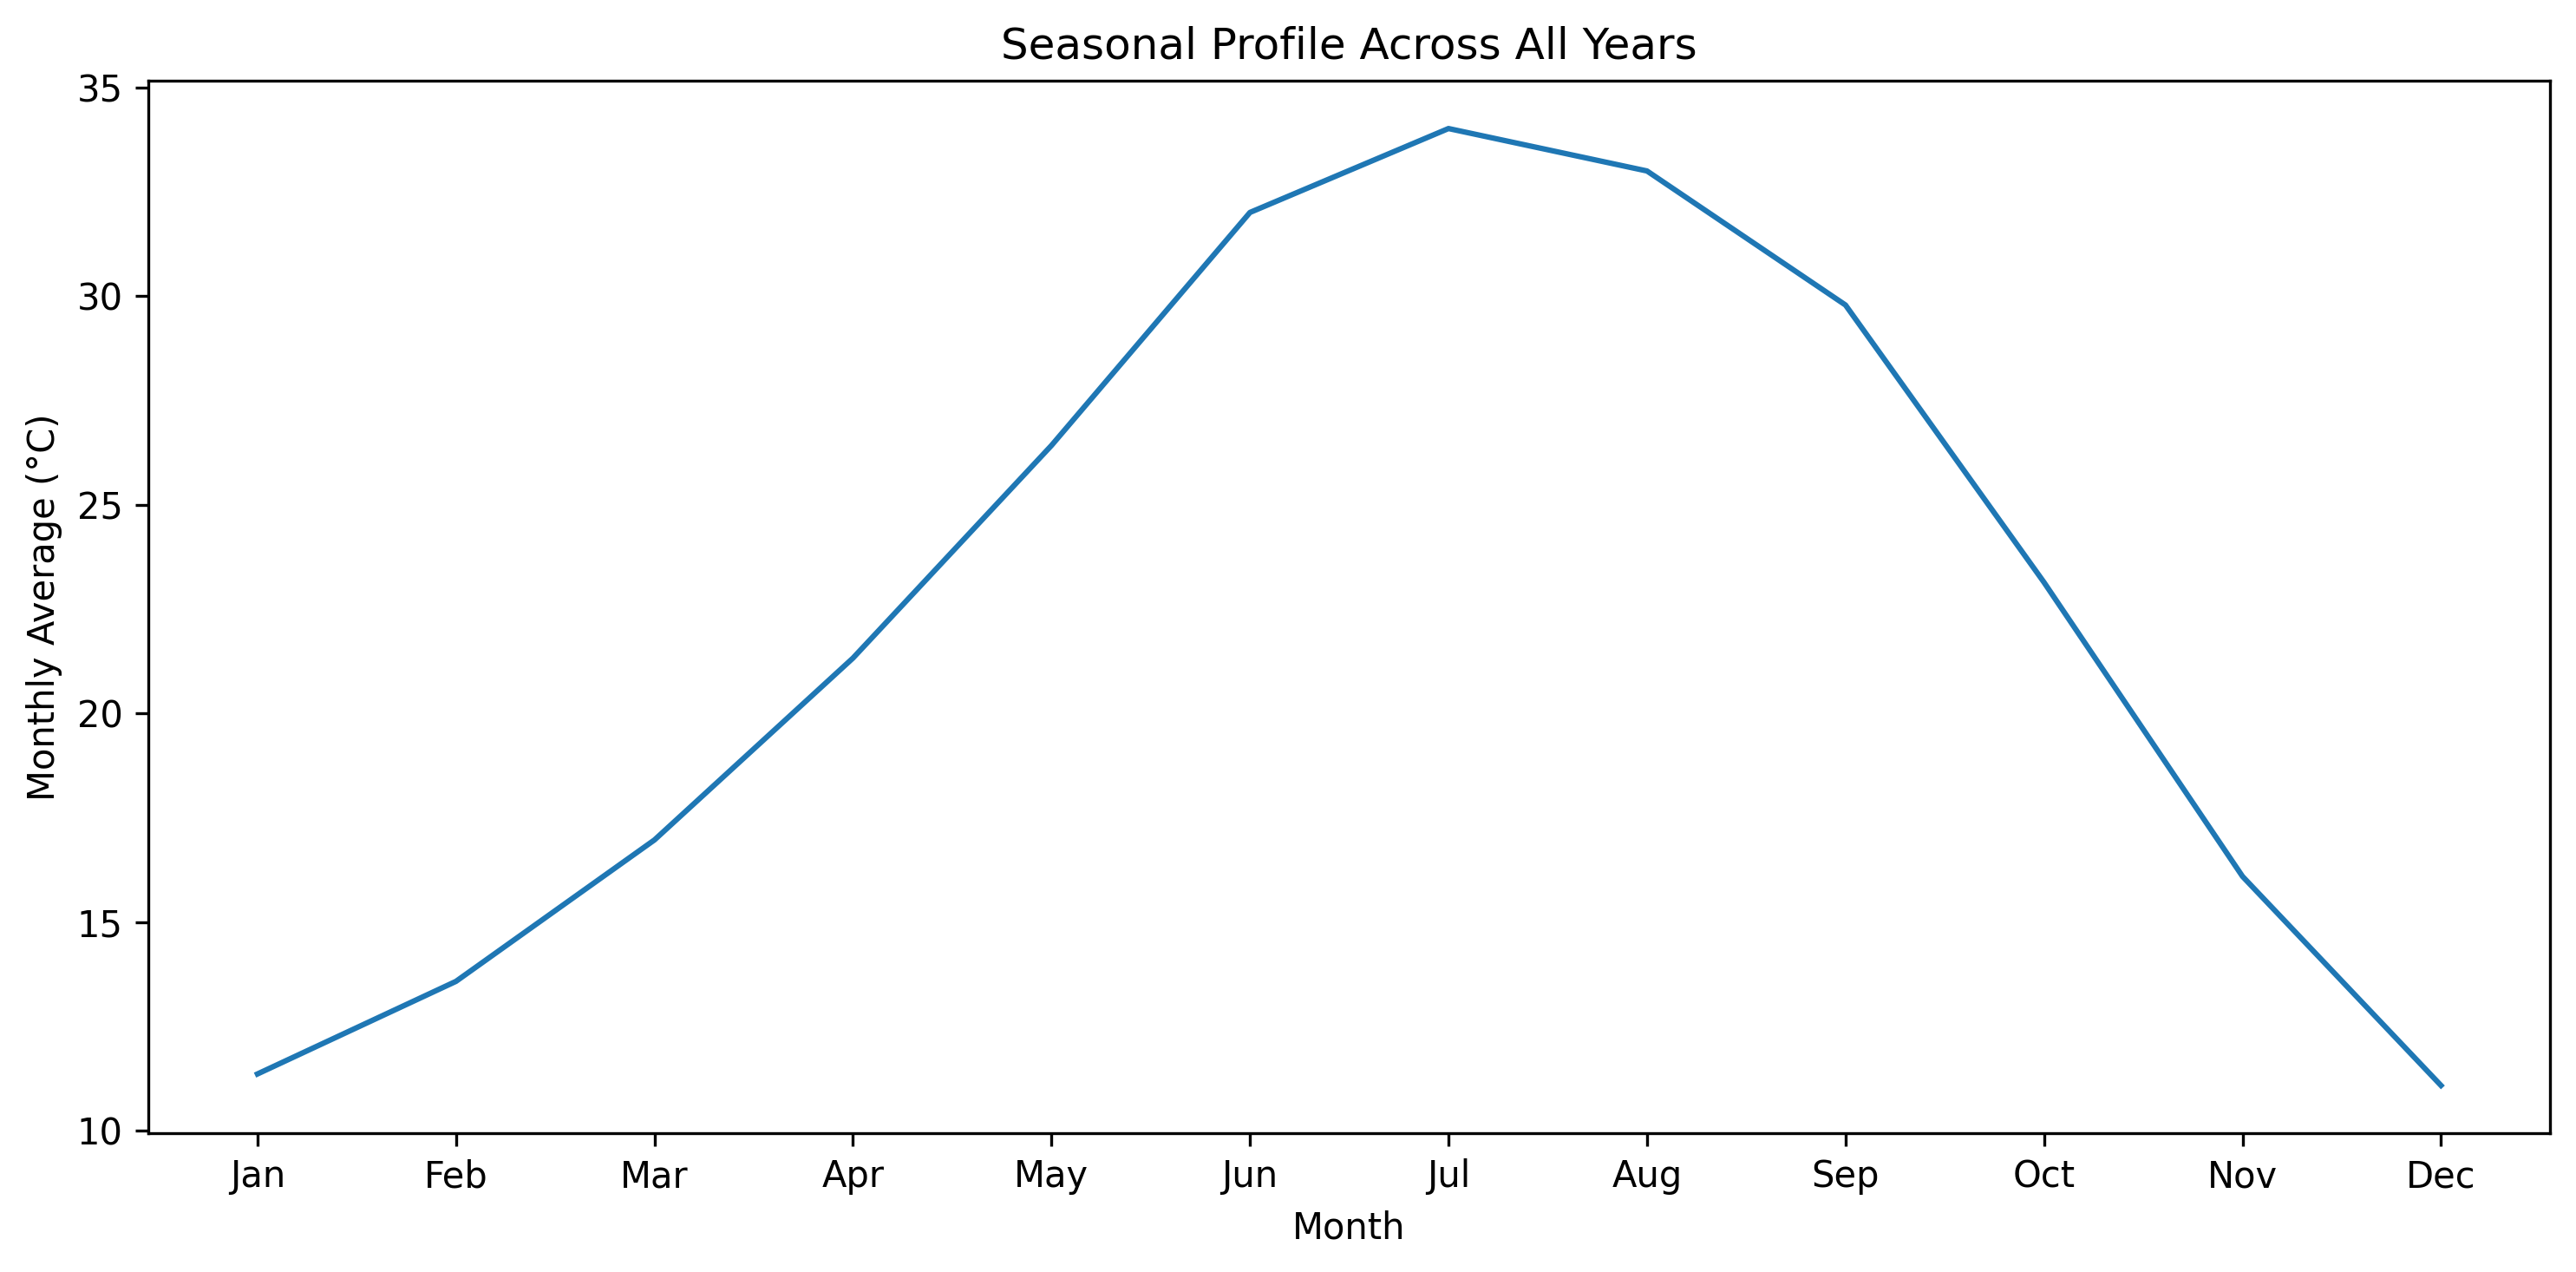 Seasonal Profile Across All Years
35
30
25
20
15
10
Monthly Average (°C)
Jan Feb Mar Apr May Jun Jul Aug Sep Oct Nov Dec
Month